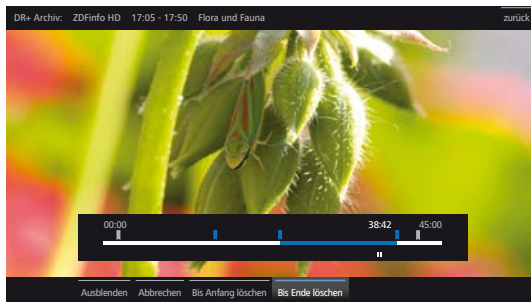 DR+ Archiv: ZDFinfo HD 17:05 - 17:50 Flora und Fauna zurück
00:00 38:42 45:00
Ausblenden Abbrechen Bis Anfang löschen Bis Ende löschen